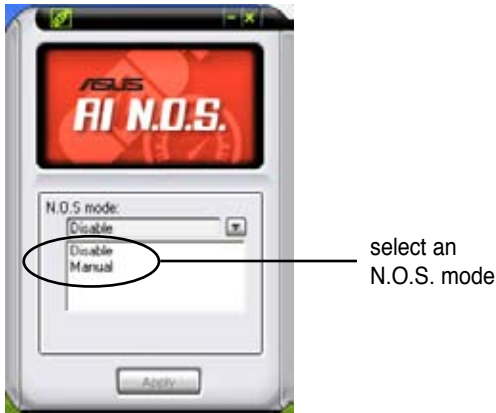 ASUS
AI N.O.S.
N.O.S mode:
Disable
Disable
Manual
Apply
select an
N.O.S. mode